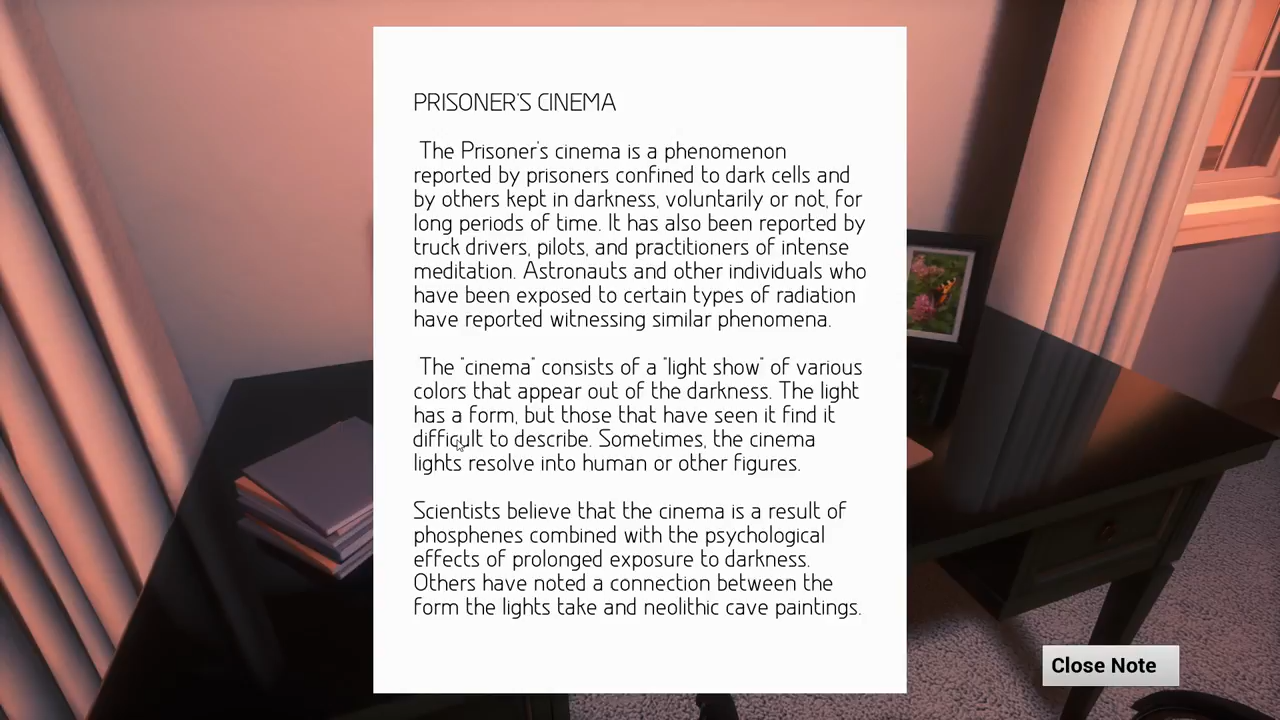 PRISONER'S CINEMA
The Prisoner's cinema is a phenomenon
reported by prisoners confined to dark cells and
by others kept in darkness, voluntarily or not, for
long periods of time. It has also been reported by
truck drivers, pilots, and practitioners of intense
meditation. Astronauts and other individuals who
have been exposed to certain types of radiation
have reported witnessing similar phenomena.
The "cinema" consists of a "light show" of various
colors that appear out of the darkness. The light
has a form, but those that have seen it find it
difficult to describe. Sometimes, the cinema
lights resolve into human or other figures.
Scientists believe that the cinema is a result of
phosphenes combined with the psychological
effects of prolonged exposure to darkness.
Others have noted a connection between the
form the lights take and neolithic cave paintings.
Close Note